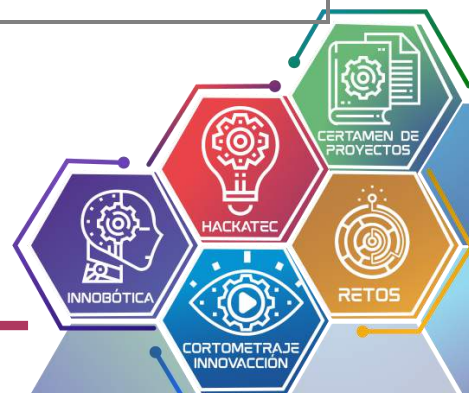 CERTAMEN DE
PROYECTOS
HACKATEC
INNOBÓTICA
RETOS
CORTOMETRAJE
INNOVACCIÓN